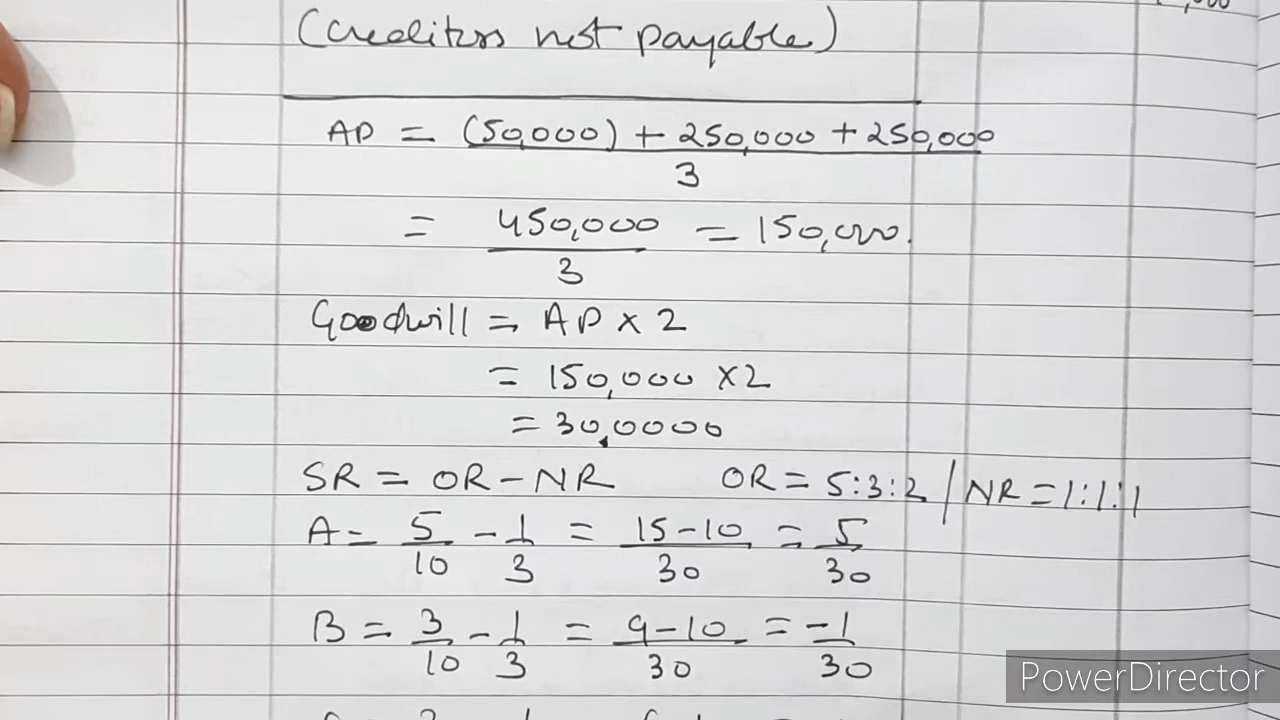 (Creditors not payable)
AP = (50,000) + 250,000 + 250,000
3
= 450,000 = 150,000.
3
Goodwill = AP × 2
= 150,000 × 2
= 30,0000
SR = OR - NR OR = 5:3:2 / NR = 1:1:1
A = 5/10 - 1/3 = 15-10/30 = 5/30
B = 3/10 - 1/3 = 9-10/30 = -1/30
PowerDirector